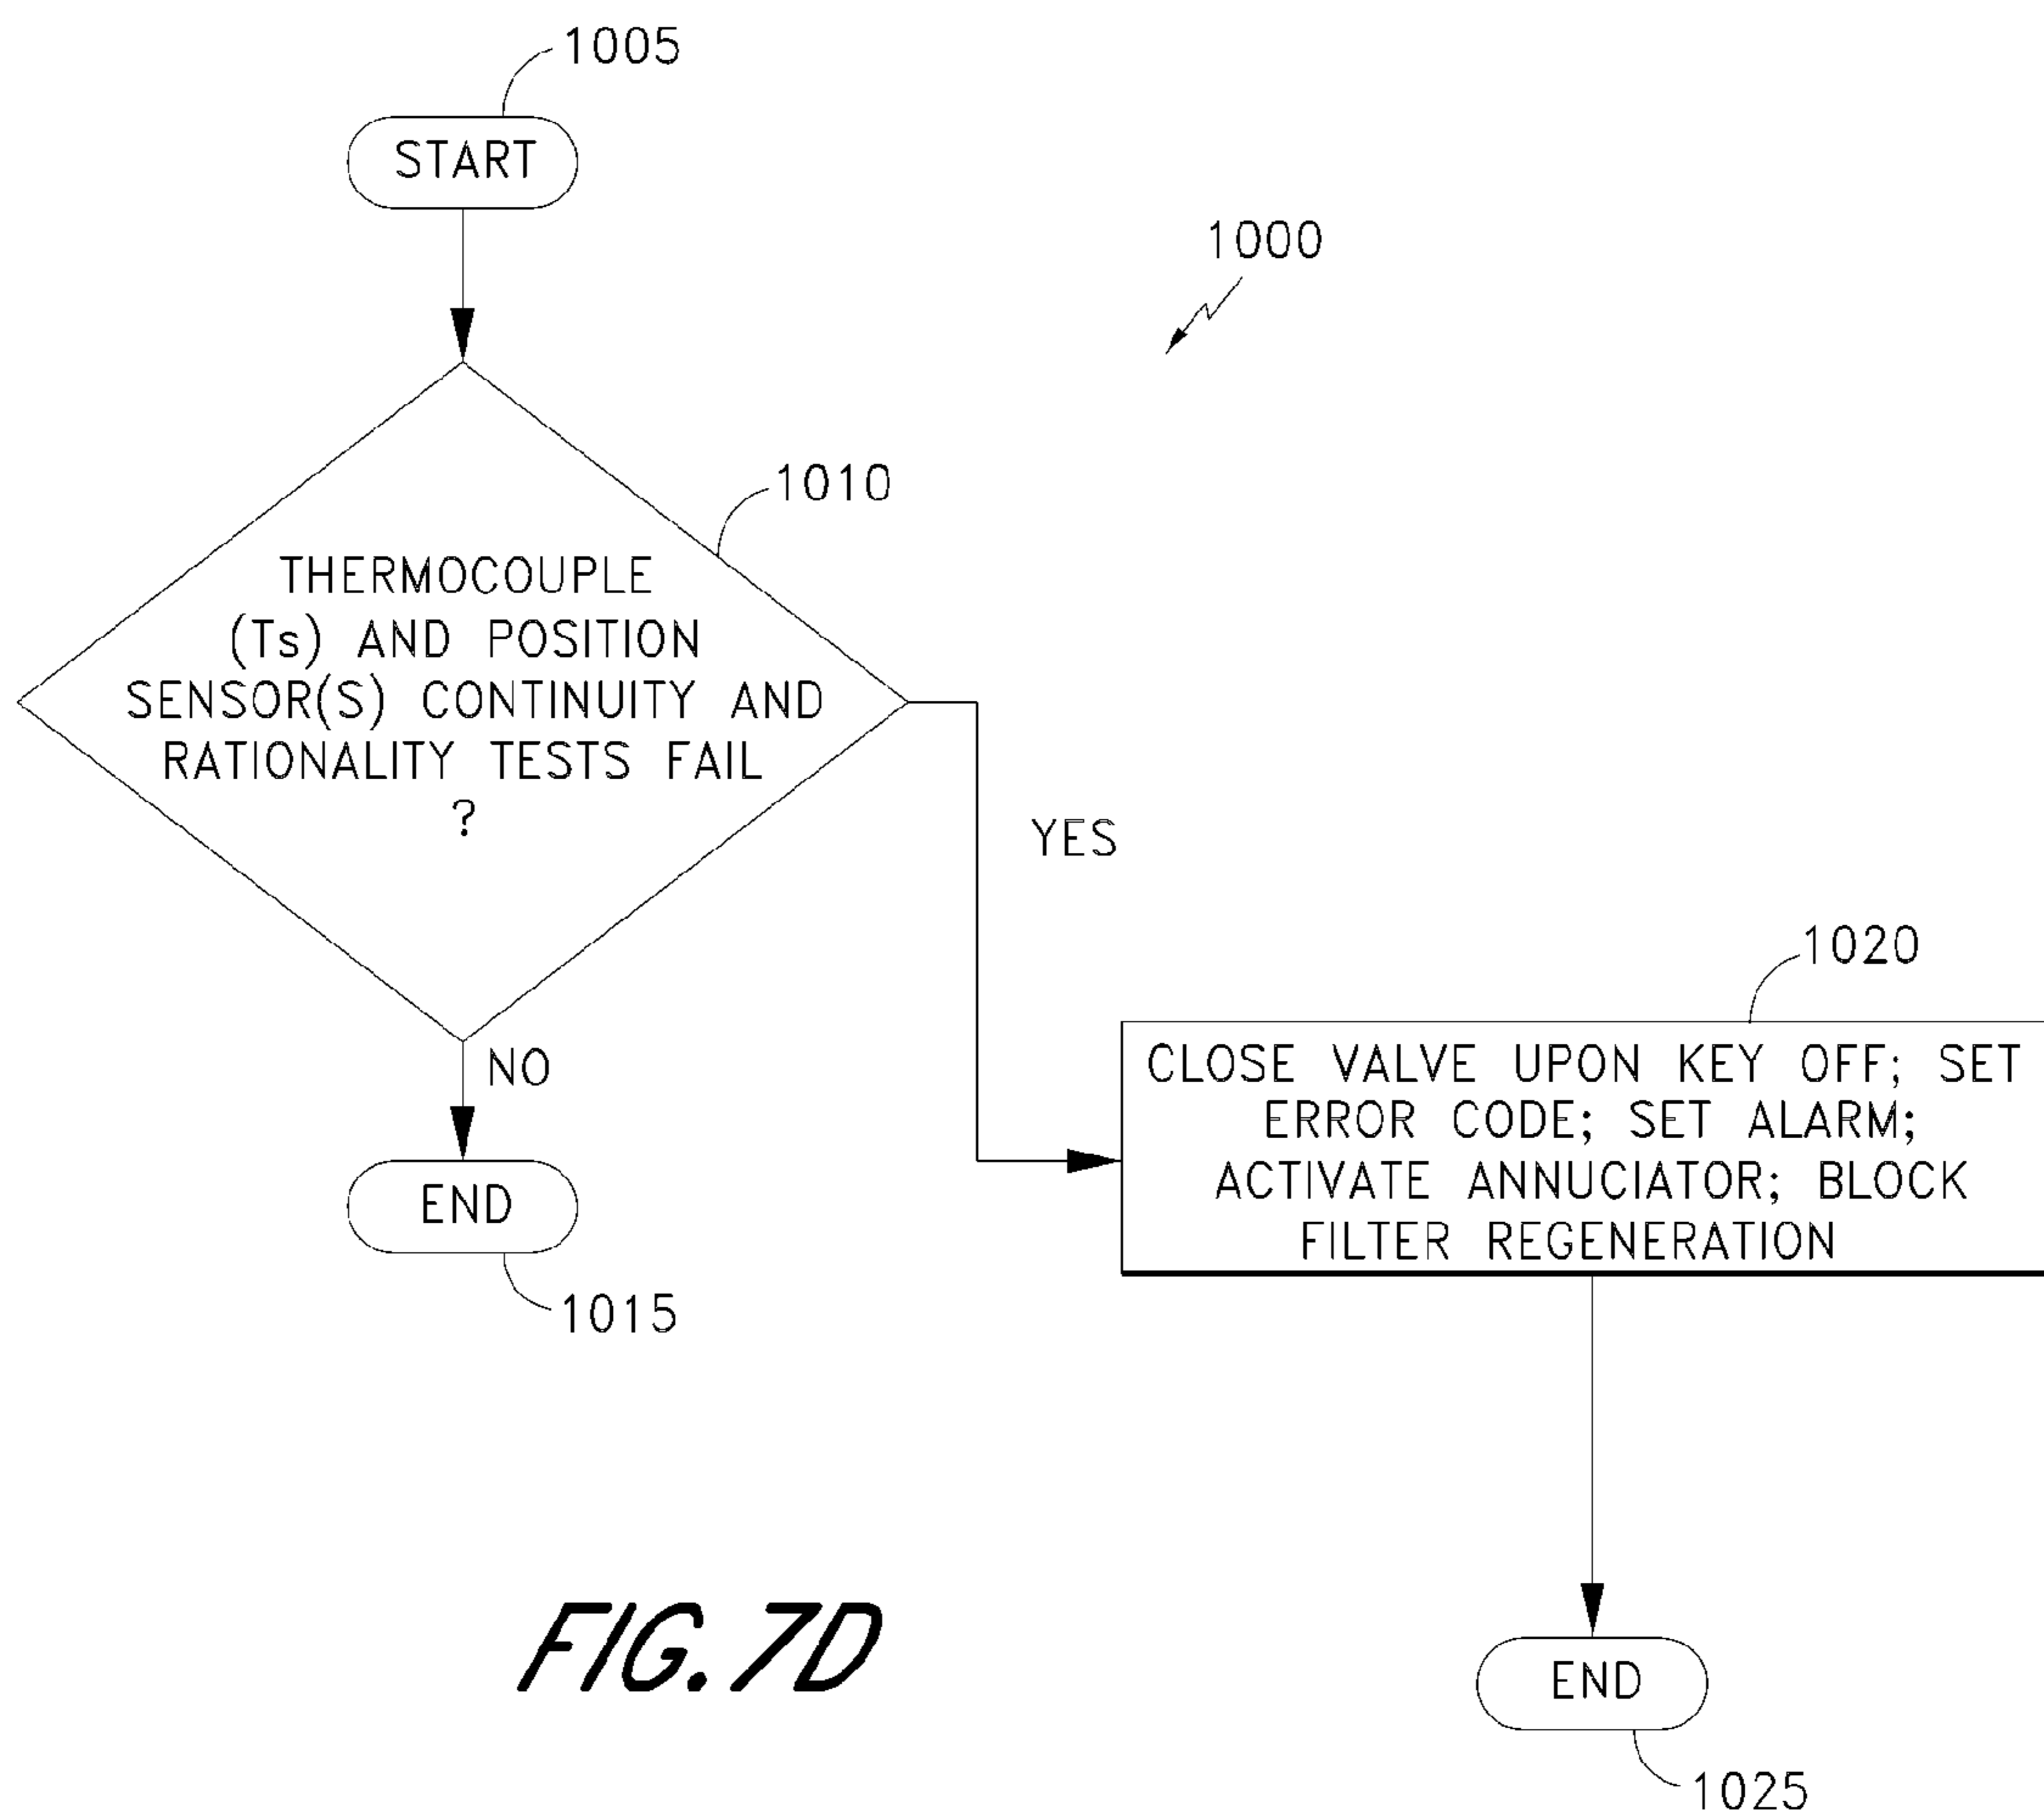 1005
START
1000
1010
THERMOCOUPLE
(Ts) AND POSITION
SENSOR(S) CONTINUITY AND
RATIONALITY TESTS FAIL
?
YES
NO
END
1015
1020
CLOSE VALVE UPON KEY OFF; SET
ERROR CODE; SET ALARM;
ACTIVATE ANNUCIATOR; BLOCK
FILTER REGENERATION
END
1025
FIG. 7D